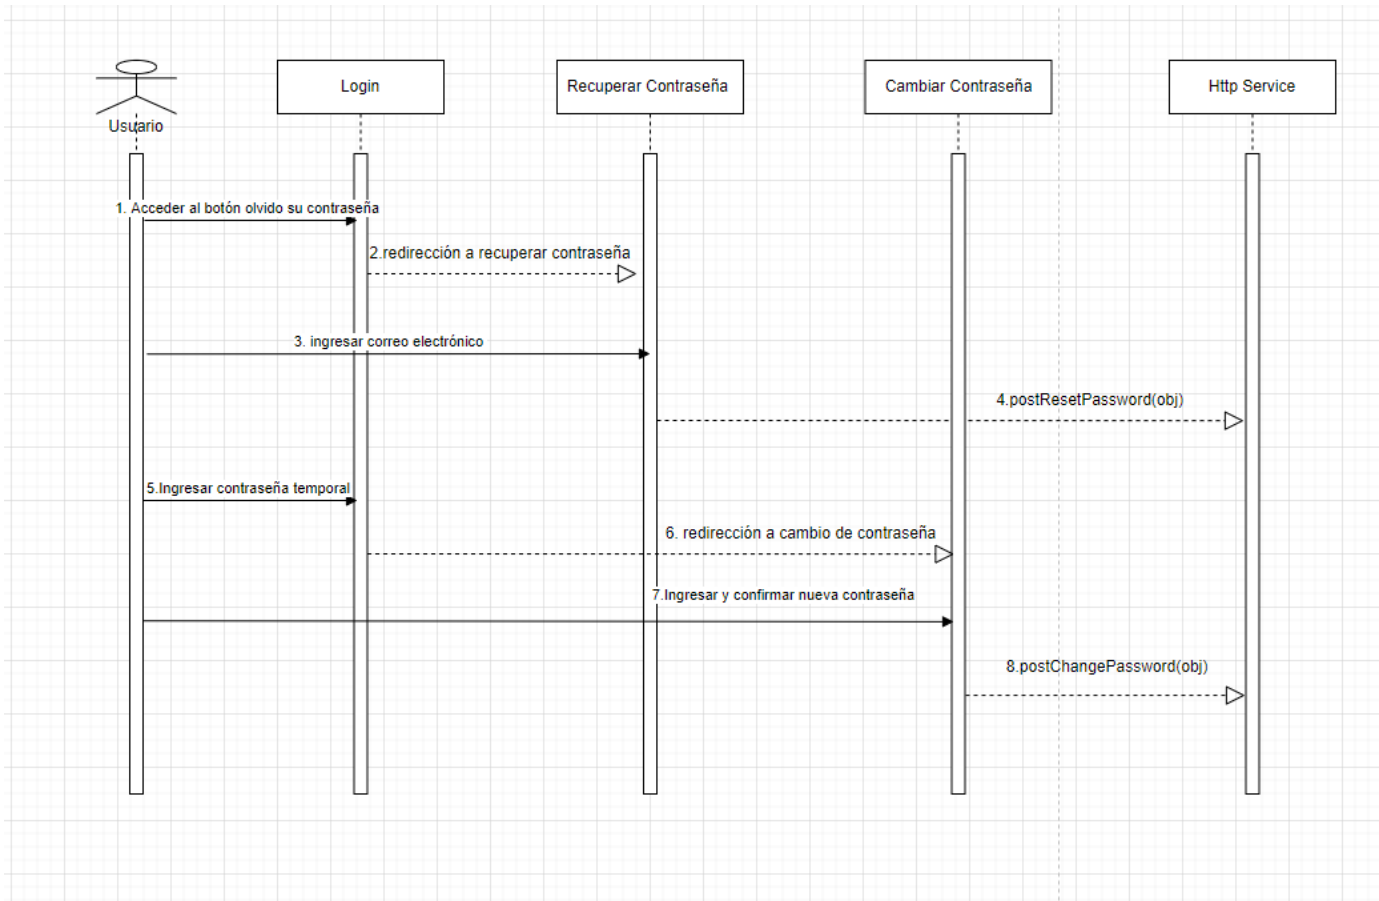 Usuario
Login
Recuperar Contraseña
Cambiar Contraseña
Http Service
1. Acceder al botón olvido su contraseña
2.redirección a recuperar contraseña
3. ingresar correo electrónico
4.postResetPassword(obj)
5.Ingresar contraseña temporal
6. redirección a cambio de contraseña
7.Ingresar y confirmar nueva contraseña
8.postChangePassword(obj)